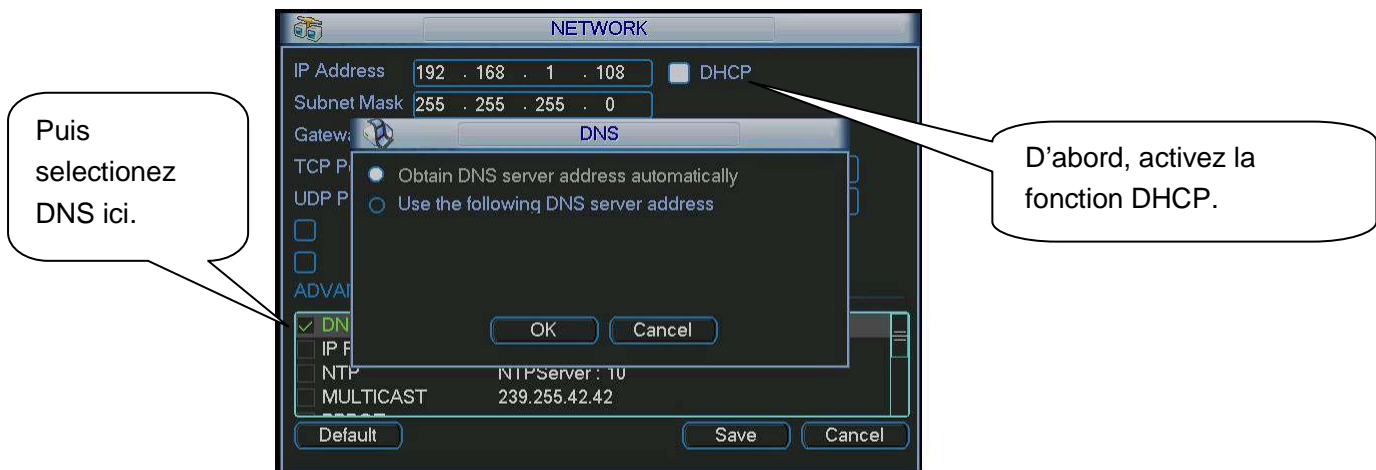 NETWORK
IP Address 192 . 168 . 1 . 108 DHCP
Subnet Mask 255 . 255 . 255 . 0
Gatewa
DNS
TCP P
Obtain DNS server address automatically
UDP P
Use the following DNS server address
ADVA
OK Cancel
DN
IP F
NTP NTPServer : 10
MULTICAST 239.255.42.42
Default Save Cancel
Puis
selectionez
DNS ici.
D’abord, activez la
fonction DHCP.